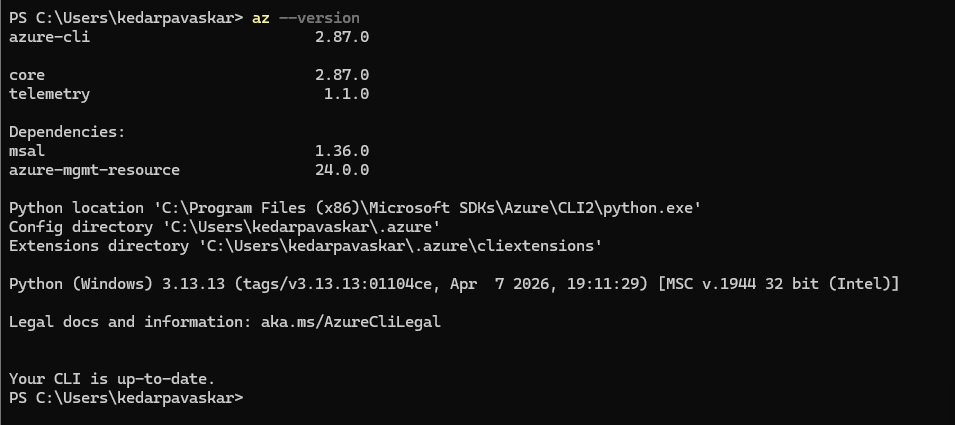 PS C:\Users\kedarpavaskar> az --version
azure-cli                         2.87.0
core                              2.87.0
telemetry                          1.1.0
Dependencies:
msal                              1.36.0
azure-mgmt-resource               24.0.0
Python location 'C:\Program Files (x86)\Microsoft SDKs\Azure\CLI2\python.exe'
Config directory 'C:\Users\kedarpavaskar\.azure'
Extensions directory 'C:\Users\kedarpavaskar\.azure\cliextensions'
Python (Windows) 3.13.13 (tags/v3.13.13:01104ce, Apr  7 2026, 19:11:29) [MSC v.1944 32 bit (Intel)]
Legal docs and information: aka.ms/AzureCliLegal
Your CLI is up-to-date.
PS C:\Users\kedarpavaskar>